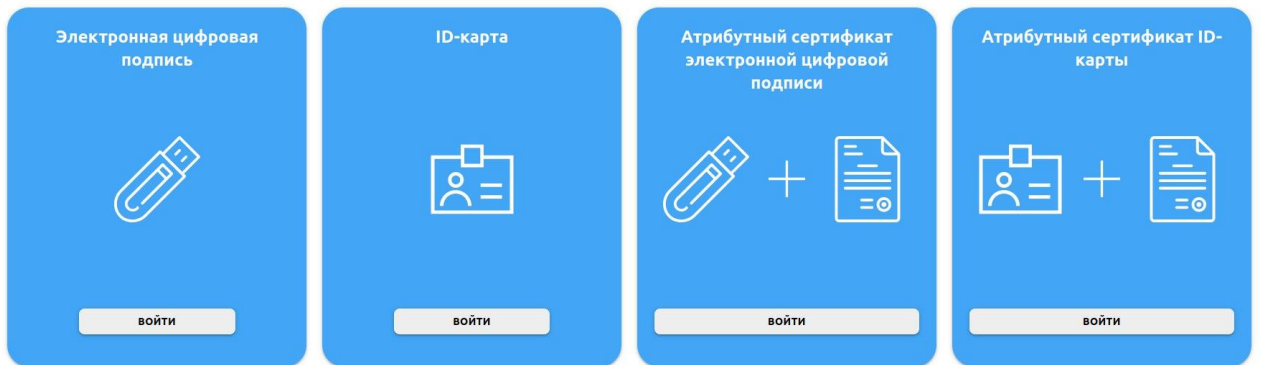 Электронная цифровая
подпись
войти
ID-карта
войти
Атрибутный сертификат
электронной цифровой
подписи
войти
Атрибутный сертификат ID-
карты
войти